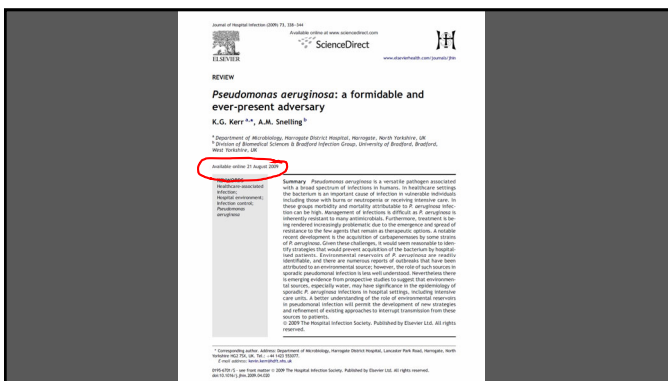 Journal of Hospital Infection (2009) 73, 338–344
Available online at www.sciencedirect.com
ScienceDirect
ELSEVIER
www.elsevierhealth.com/journals/jhin
REVIEW
Pseudomonas aeruginosa: a formidable and
ever-present adversary
K.G. Kerr a,*, A.M. Snelling b
a Department of Microbiology, Harrogate District Hospital, Harrogate, North Yorkshire, UK
b Division of Biomedical Sciences & Bradford Infection Group, University of Bradford, Bradford,
West Yorkshire, UK
Available online 21 August 2009
KEYWORDS
Healthcare-associated
infection;
Hospital environment;
Infection control;
Pseudomonas
aeruginosa
Summary Pseudomonas aeruginosa is a versatile pathogen associated
with a broad spectrum of infections in humans. In healthcare settings
the bacterium is an important cause of infection in vulnerable individuals
including those with burns or neutropenia or receiving intensive care. In
these groups morbidity and mortality attributable to P. aeruginosa infec-
tion can be high. Management of infections is difficult as P. aeruginosa is
inherently resistant to many antimicrobials. Furthermore, treatment is be-
ing rendered increasingly problematic due to the emergence and spread of
resistance to the few agents that remain as therapeutic options. A notable
recent development is the acquisition of carbapenemases by some strains
of P. aeruginosa. Given these challenges, it would seem reasonable to iden-
tify strategies that would prevent acquisition of the bacterium by hospital-
ised patients. Environmental reservoirs of P. aeruginosa are readily
identifiable, and there are numerous reports of outbreaks that have been
attributed to an environmental source; however, the role of such sources in
sporadic pseudomonal infection is less well understood. Nevertheless there
is emerging evidence from prospective studies to suggest that environmen-
tal sources, especially water, may have significance in the epidemiology of
sporadic P. aeruginosa infections in hospital settings, including intensive
care units. A better understanding of the role of environmental reservoirs
in pseudomonal infection will permit the development of new strategies
and refinement of existing approaches to interrupt transmission from these
sources to patients.
© 2009 The Hospital Infection Society. Published by Elsevier Ltd. All rights
reserved.
* Corresponding author. Address: Department of Microbiology, Harrogate District Hospital, Lancaster Park Road, Harrogate, North
Yorkshire HG2 7SX, UK. Tel.: +44 1423 555077.
E-mail address: kevin.kerr@hdft.nhs.uk
0195-6701/$ - see front matter © 2009 The Hospital Infection Society. Published by Elsevier Ltd. All rights reserved.
doi:10.1016/j.jhin.2009.04.020